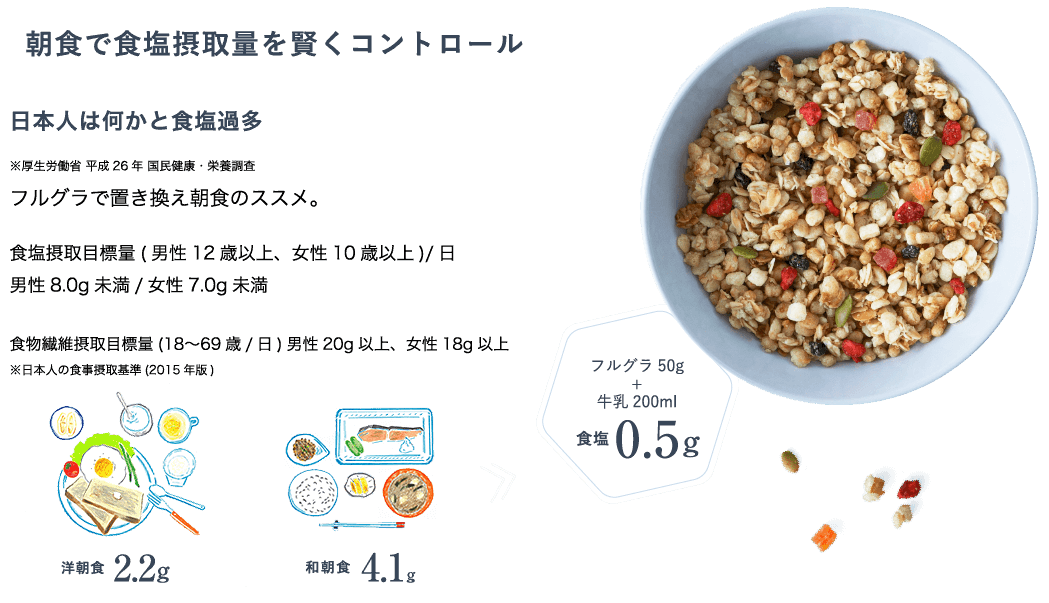 朝食で食塩摂取量を賢くコントロール
日本人は何かと食塩過多
※厚生労働省 平成 26 年 国民健康・栄養調査
フルグラで置き換え朝食のススメ。
食塩摂取目標量 ( 男性 12 歳以上、女性 10 歳以上 )/ 日
男性 8.0g 未満 / 女性 7.0g 未満
食物繊維摂取目標量 (18〜69 歳 / 日 ) 男性 20g 以上、女性 18g 以上
※日本人の食事摂取基準 (2015 年版 )
フルグラ 50g
+
牛乳 200ml
食塩 0.5g
洋朝食 2.2g
和朝食 4.1g